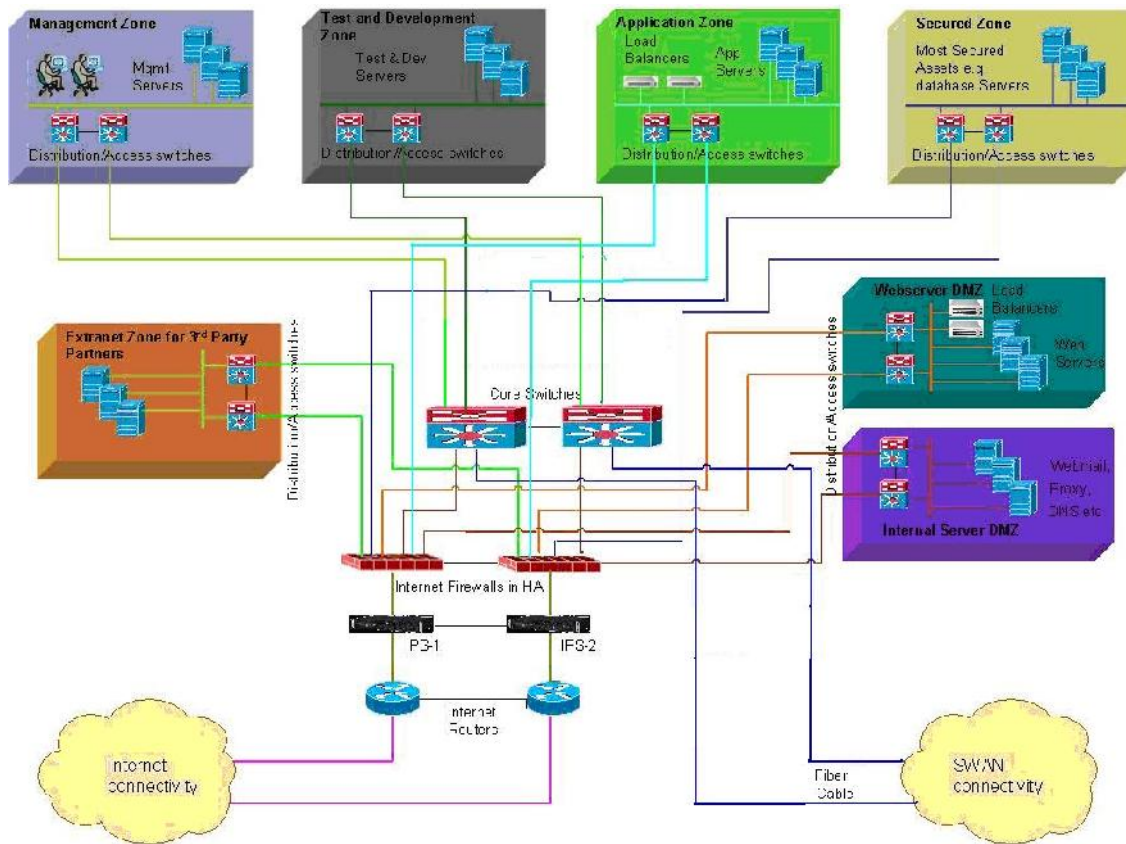 Management Zone
Mgmt
Servers
Distribution/Access switches
Test and Development
Zone
Test & Dev
Servers
Distribution/Access switches
Application Zone
Load
Balancers
App
Servers
Distribution/Access switches
Secured Zone
Most Secured
Assets e.g.
database Servers
Distribution/Access switches
Extranet Zone for 3rd Party
Partners
Distribution/Access switches
Core Switches
Webserver DMZ
Load
Balancers
Web
Servers
Distribution/Access switches
Webmail,
Proxy,
DNS etc
Internal Server DMZ
Internet Firewalls in HA
PS-1
IPS-2
Internet
Routers
Internet
connectivity
Fiber
Cable
SWAN
connectivity